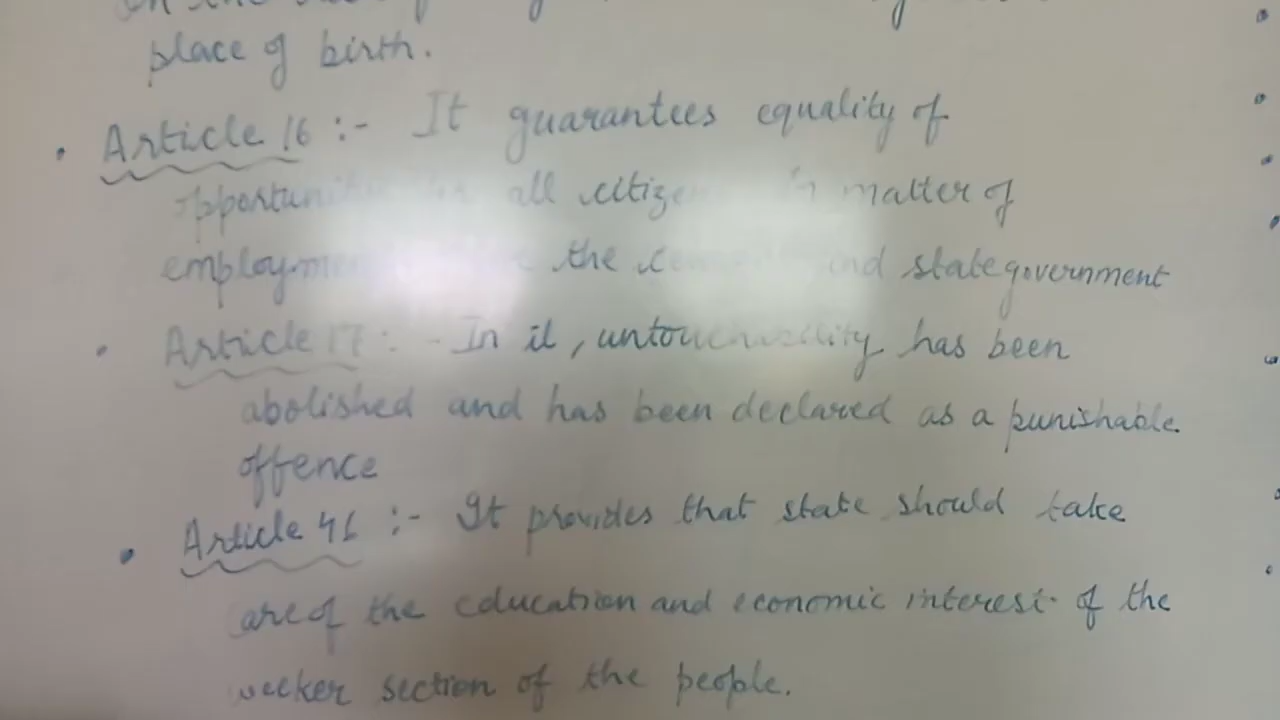 place of birth.
• Article 16 :- It guarantees equality of
all citizen in matter of
employment the and state government
• Article 17 :- In it, untouchability has been
abolished and has been declared as a punishable
offence
• Article 46 :- It provides that state should take
are of the education and economic interest of the
weeker section of the people.